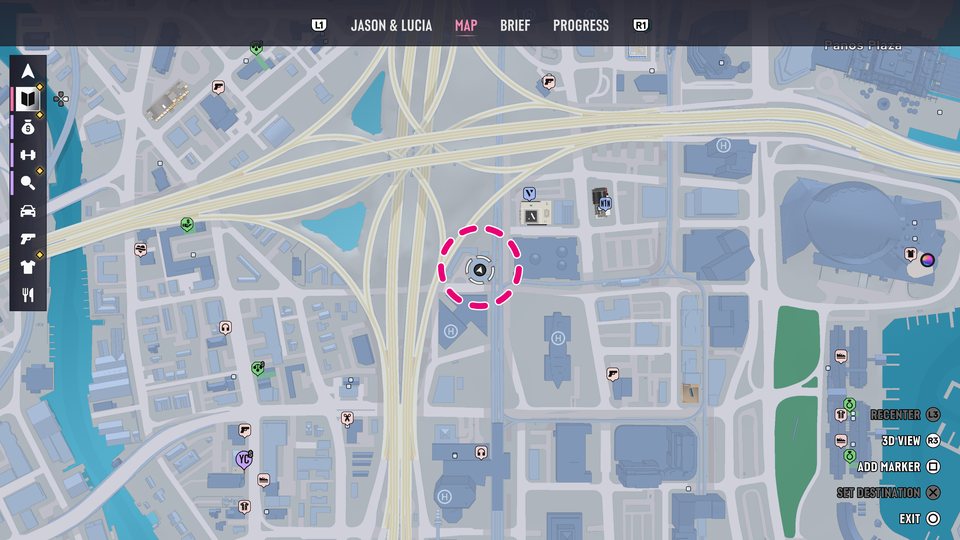 L1 JASON & LUCIA MAP BRIEF PROGRESS R1
Panos Plaza
H
H
H
YC
H
RECENTER L3
3D VIEW R3
ADD MARKER
SET DESTINATION
EXIT